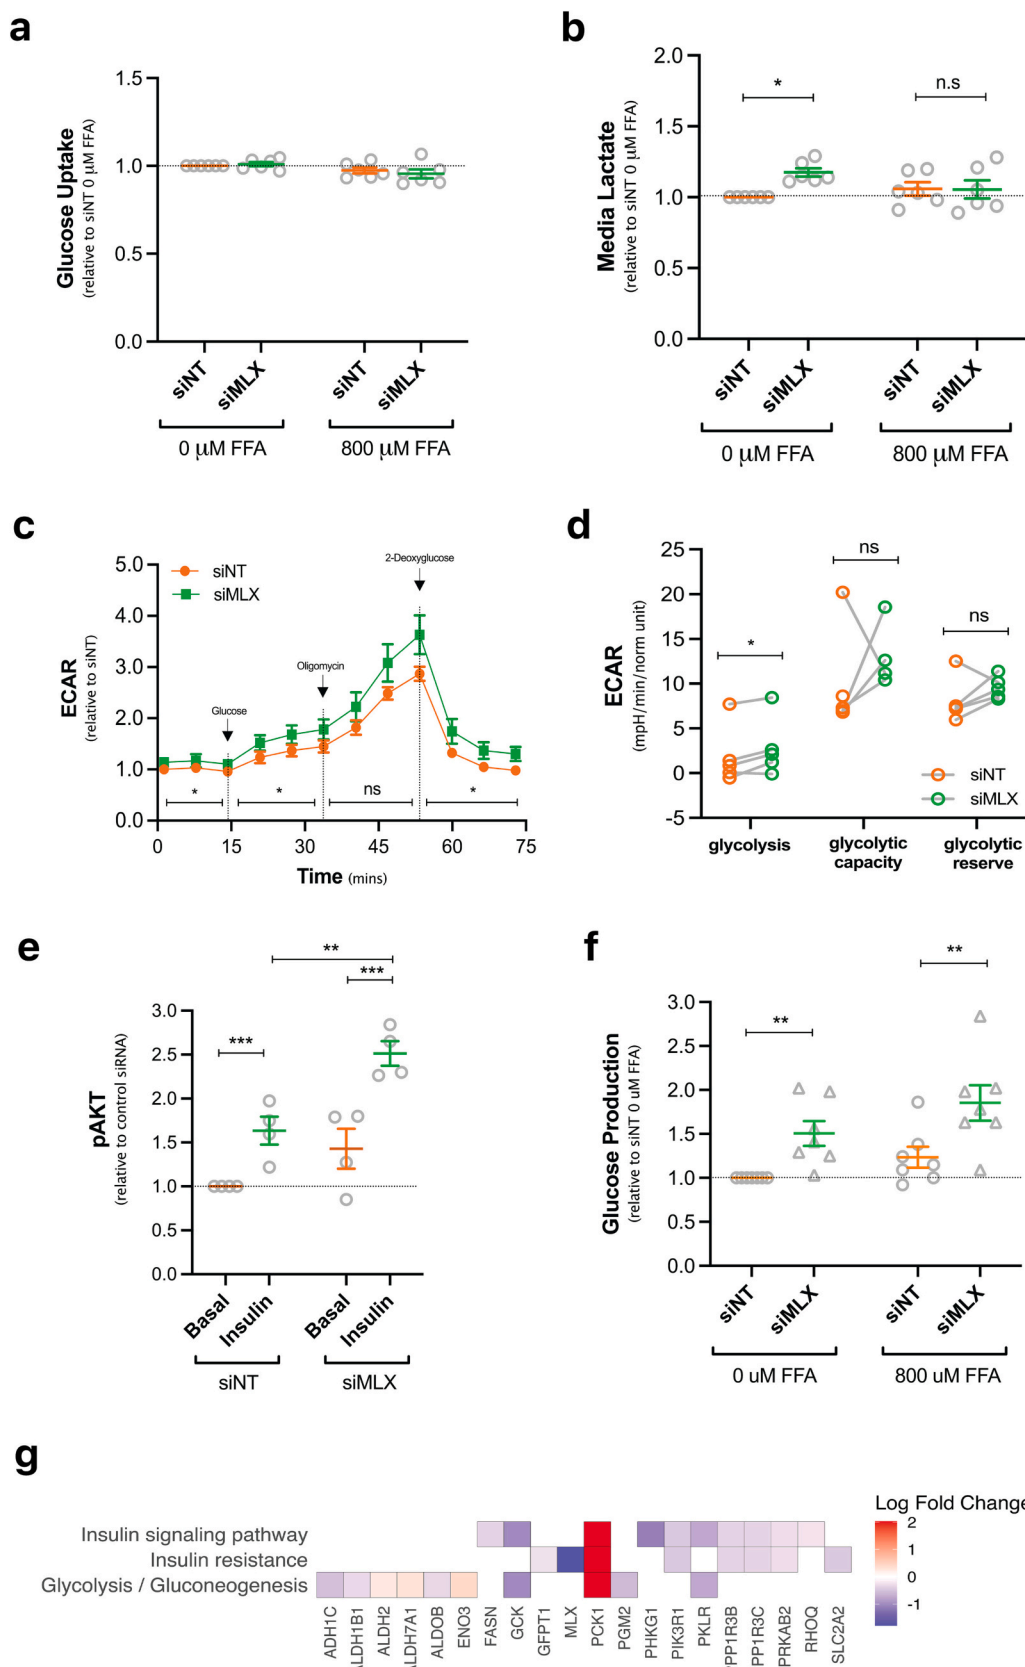 a
Glucose Uptake
(relative to siNT 0 μM FFA)
1.5
1.0
0.5
0.0
siNT
siMLX
siNT
siMLX
0 μM FFA
800 μM FFA
b
Media Lactate
(relative to siNT 0 μM FFA)
2.0
1.5
1.0
0.5
0.0
*
n.s
siNT
siMLX
siNT
siMLX
0 μM FFA
800 μM FFA
c
ECAR
(relative to siNT)
5.0
4.0
3.0
2.0
1.0
0.0
siNT
siMLX
Glucose
Oligomycin
2-Deoxyglucose
*
*
ns
*
0
15
30
45
60
75
Time (mins)
d
ECAR
(mpH/min/norm unit)
25
20
15
10
5
0
-5
*
ns
ns
siNT
siMLX
glycolysis
glycolytic
capacity
glycolytic
reserve
e
pAKT
(relative to control siRNA)
3.0
2.5
2.0
1.5
1.0
0.5
0.0
***
**
***
Basal
Insulin
Basal
Insulin
siNT
siMLX
f
Glucose Production
(relative to siNT 0 uM FFA)
3.0
2.5
2.0
1.5
1.0
0.5
0.0
**
**
siNT
siMLX
siNT
siMLX
0 uM FFA
800 uM FFA
g
Insulin signaling pathway
Insulin resistance
Glycolysis / Gluconeogenesis
ADH1C
ALDH1B1
ALDH2
ALDH7A1
ALDOB
ENO3
FASN
GCK
GFPT1
MLX
PCK1
PGM2
PHKG1
PIK3R1
PKLR
PPP1R3B
PPP1R3C
PRKAB2
RHOQ
SLC2A2
Log Fold Change
2
1
0
-1